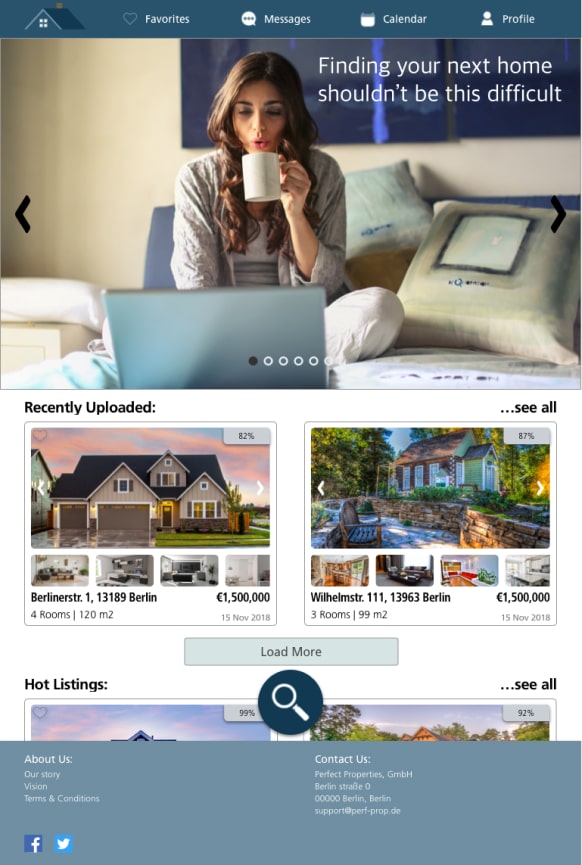 Favorites
Messages
Calendar
Profile
Finding your next home
shouldn't be this difficult
Recently Uploaded:
...see all
82%
87%
Berlinerstr. 1, 13189 Berlin
€1,500,000
4 Rooms | 120 m2
15 Nov 2018
Wilhelmstr. 111, 13963 Berlin
€1,500,000
3 Rooms | 99 m2
15 Nov 2018
Load More
Hot Listings:
...see all
99%
92%
About Us:
Our story
Vision
Terms & Conditions
Contact Us:
Perfect Properties, GmbH
Berlin straße 0
00000 Berlin, Berlin
support@perf-prop.de